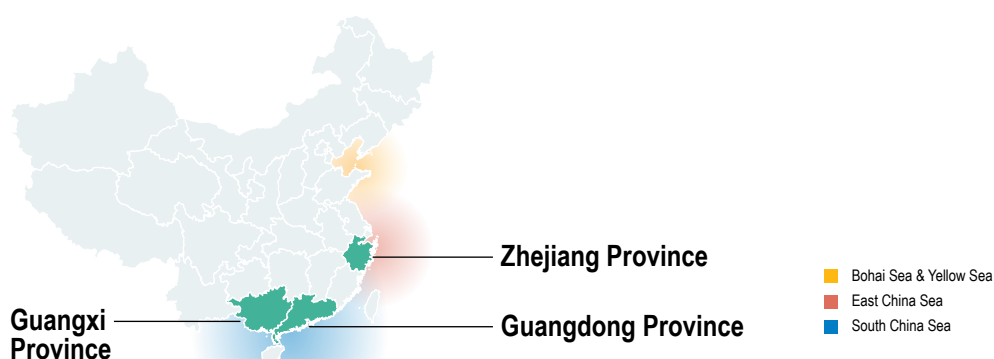 Zhejiang Province
Guangdong Province
Guangxi
Province
Bohai Sea & Yellow Sea
East China Sea
South China Sea